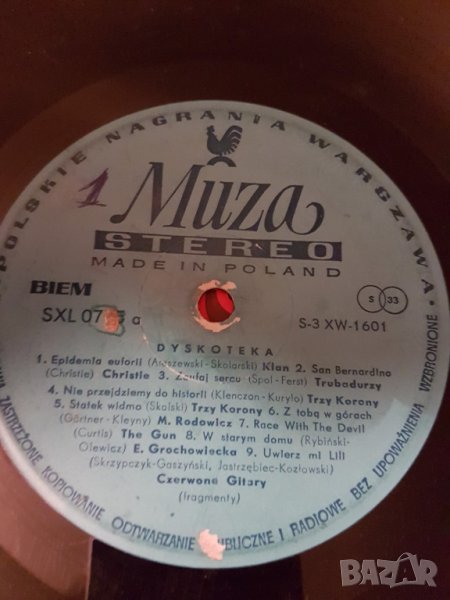 POLSKIE NAGRANIA WARSZAWA •
1
Muza
STEREO
MADE IN POLAND
BIEM
S 33
SXL 07 a
S-3 XW-1601
DYSKOTEKA
1. Epidemia euforii (Ałaszewski-Skolarski) Klan 2. San Bernardino
(Christie) Christie 3. Zaufaj sercu (Spol-Ferst) Trubadurzy
4. Nie przejdziemy do historii (Klenczon-Kuryło) Trzy Korony
5. Statek widmo (Skalski) Trzy Korony 6. Z tobą w górach
(Gärtner-Kleyny) M. Rodowicz 7. Race With The Devil
(Curtis) The Gun 8. W starym domu (Rybiński-
Olewicz) E. Grochowiecka 9. Uwierz mi Lili
(Skrzypczyk-Gaszyński, Jastrzębiec-Kozłowski)
Czerwone Gitary
(fragmenty)
ZASTRZEŻONE KOPIOWANIE ODTWARZANIE PUBLICZNE I RADIOWE BEZ UPOWAŻNIENIA WZBRONIONE •
BAZAR